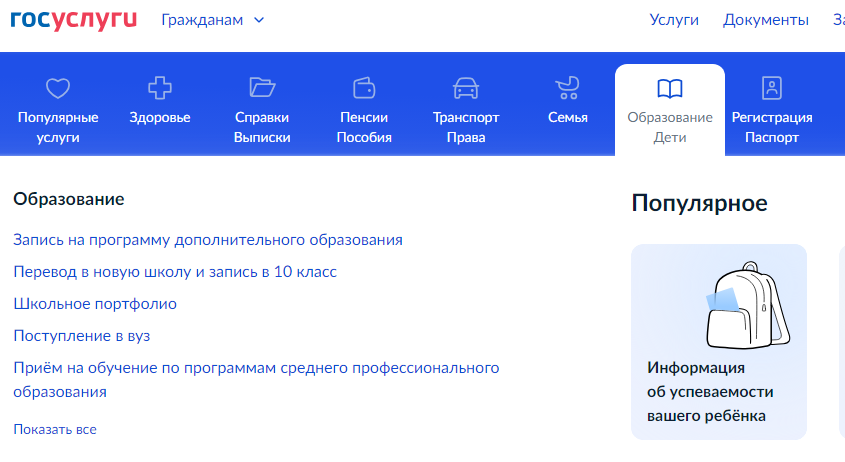 госуслуги Гражданам Услуги Документы
Популярные услуги
Здоровье
Справки Выписки
Пенсии Пособия
Транспорт Права
Семья
Образование Дети
Регистрация Паспорт
Образование
Запись на программу дополнительного образования
Перевод в новую школу и запись в 10 класс
Школьное портфолио
Поступление в вуз
Приём на обучение по программам среднего профессионального
образования
Показать все
Популярное
Информация
об успеваемости
вашего ребёнка